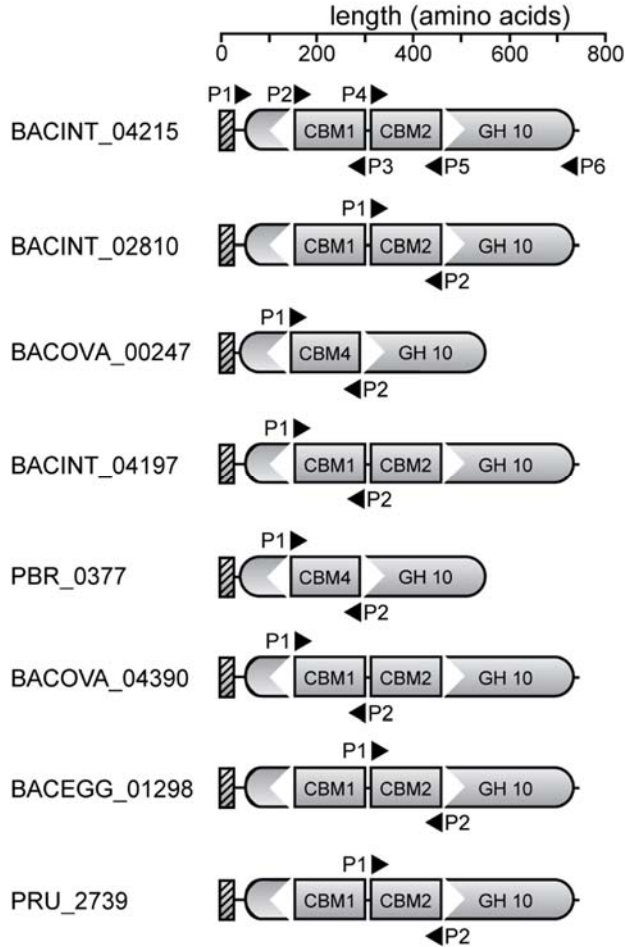 length (amino acids)
0 200 400 600 800
P1 P2 P4
BACINT_04215 CBM1 CBM2 GH 10
P3 P5 P6
P1
BACINT_02810 CBM1 CBM2 GH 10
P2
P1
BACOVA_00247 CBM4 GH 10
P2
P1
BACINT_04197 CBM1 CBM2 GH 10
P2
P1
PBR_0377 CBM4 GH 10
P2
P1
BACOVA_04390 CBM1 CBM2 GH 10
P2
P1
BACEGG_01298 CBM1 CBM2 GH 10
P2
P1
PRU_2739 CBM1 CBM2 GH 10
P2